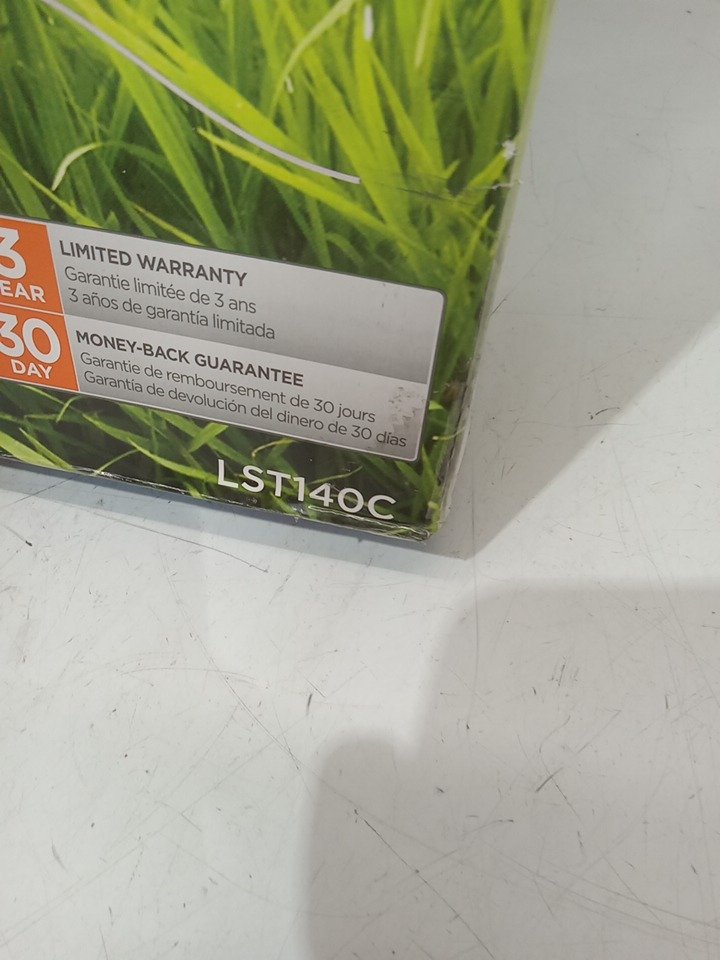 3
EAR
LIMITED WARRANTY
Garantie limitée de 3 ans
3 años de garantía limitada
30
DAY
MONEY-BACK GUARANTEE
Garantie de remboursement de 30 jours
Garantía de devolución del dinero de 30 días
LST140C